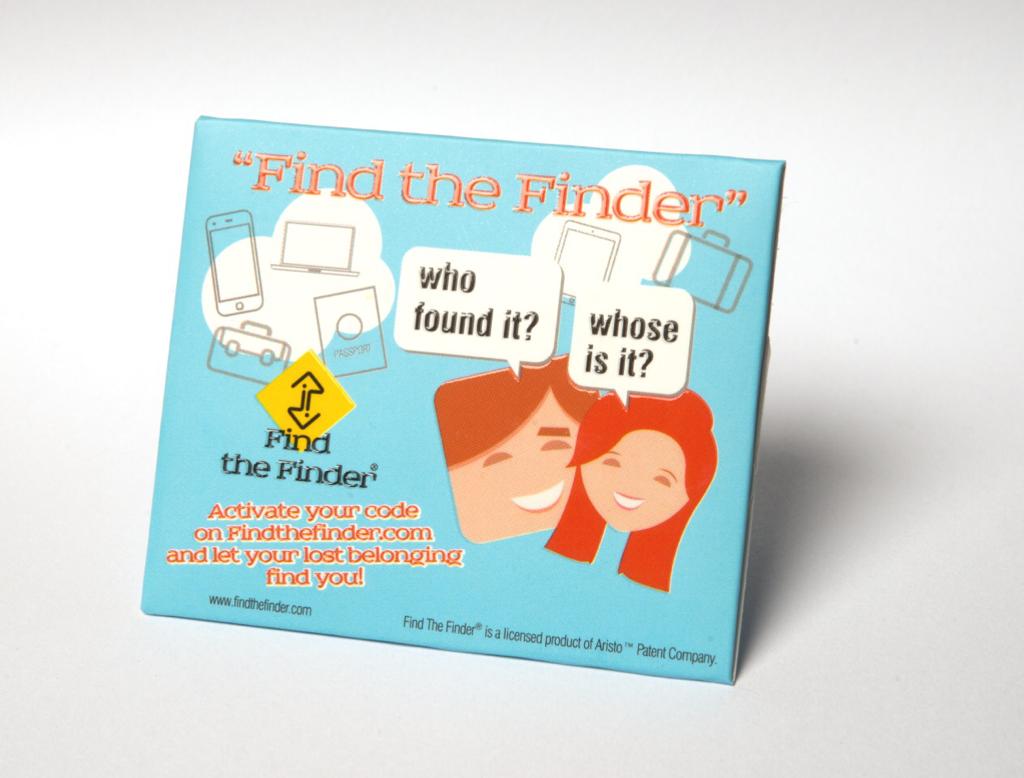 “Find the Finder”
who
found it?
whose
is it?
PASSPORT
Find
the Finder®
Activate your code
on Findthefinder.com
and let your lost belonging
find you!
www.findthefinder.com
Find The Finder® is a licensed product of Aristo™ Patent Company.